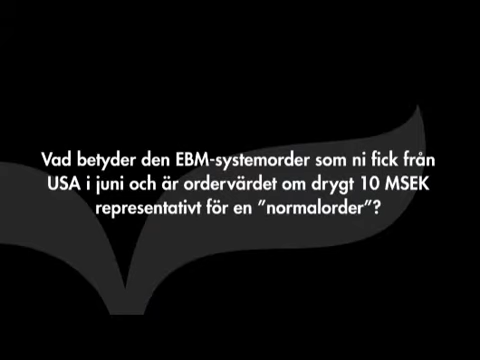 Vad betyder den EBM-systemorder som ni fick från
USA i juni och är ordervärdet om drygt 10 MSEK
representativt för en ”normalorder”?